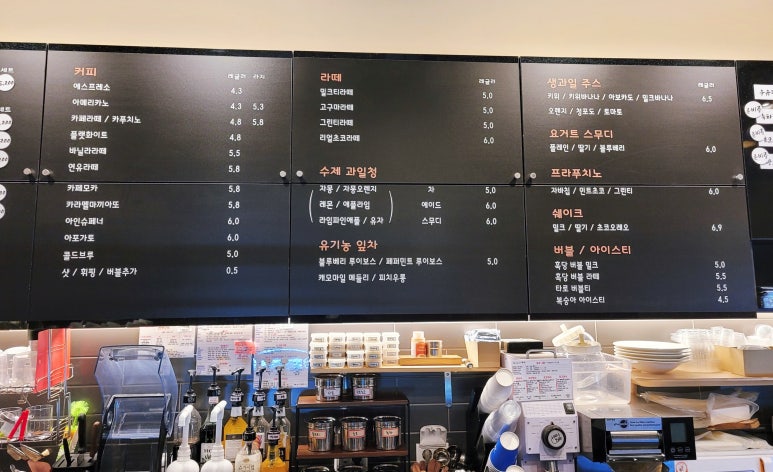 커피 레귤러 라지
에스프레소 4,3
아메리카노 4,3 5,3
카페라떼 / 카푸치노 4,8 5,8
플랫화이트 4,8
바닐라라떼 5,5
연유라떼 5,8
카페모카 5,8
카라멜마끼아또 5,8
아인슈페너 6,0
아포가토 6,0
콜드브루 5,0
샷 / 휘핑 / 버블추가 0,5
라떼 레귤러
밀크티라떼 5,0
고구마라떼 5,0
그린티라떼 5,0
리얼초코라떼 6,0
수제 과일청
자몽 / 자몽오렌지 차 5,0
레몬 / 애플라임 에이드 6,0
라임파인애플 / 유자 스무디 6,0
유기농 잎차
블루베리 루이보스 / 페퍼민트 루이보스 5,0
캐모마일 메들리 / 피치우롱
생과일 주스 레귤러
키위 / 키위바나나 / 아보카도 / 밀크바나나 6,5
오렌지 / 청포도 / 토마토
요거트 스무디
플레인 / 딸기 / 블루베리 6,0
프라푸치노
자바칩 / 민트초코 / 그린티 6,0
쉐이크
밀크 / 딸기 / 초코오레오 6,9
버블 / 아이스티
흑당 버블 밀크 5,0
흑당 버블 라떼 5,5
타로 버블티 5,5
복숭아 아이스티 4,5